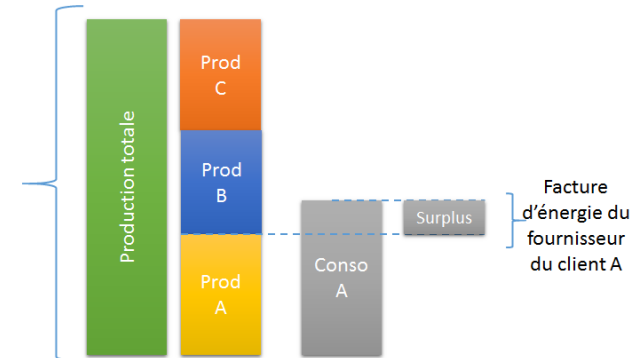 Production totale
Prod
C
Prod
B
Prod
A
Conso
A
Surplus
Facture
d'énergie du
fournisseur
du client A